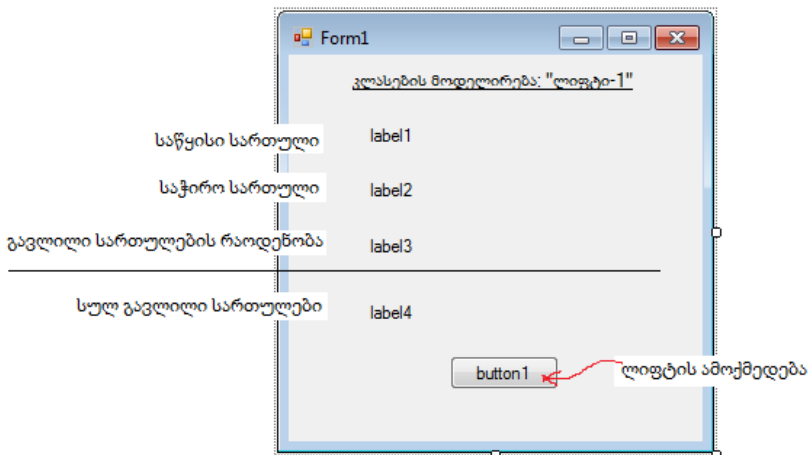 Form1
კლასების მოდელირება: "ლიფტი-1"
საწყისი სართული label1
საჭირო სართული label2
გავლილი სართულების რაოდენობა label3
სულ გავლილი სართულები label4
button1 ლიფტის ამოქმედება